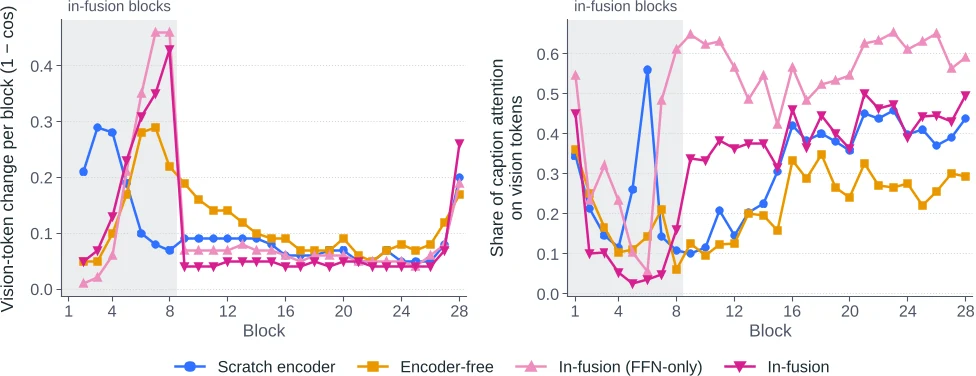 in-fusion blocks
in-fusion blocks
Vision-token change per block (1 − cos)
0.4
0.3
0.2
0.1
0.0
1 4 8 12 16 20 24 28
Block
Share of caption attention
on vision tokens
0.6
0.5
0.4
0.3
0.2
0.1
0.0
1 4 8 12 16 20 24 28
Block
Scratch encoder
Encoder-free
In-fusion (FFN-only)
In-fusion